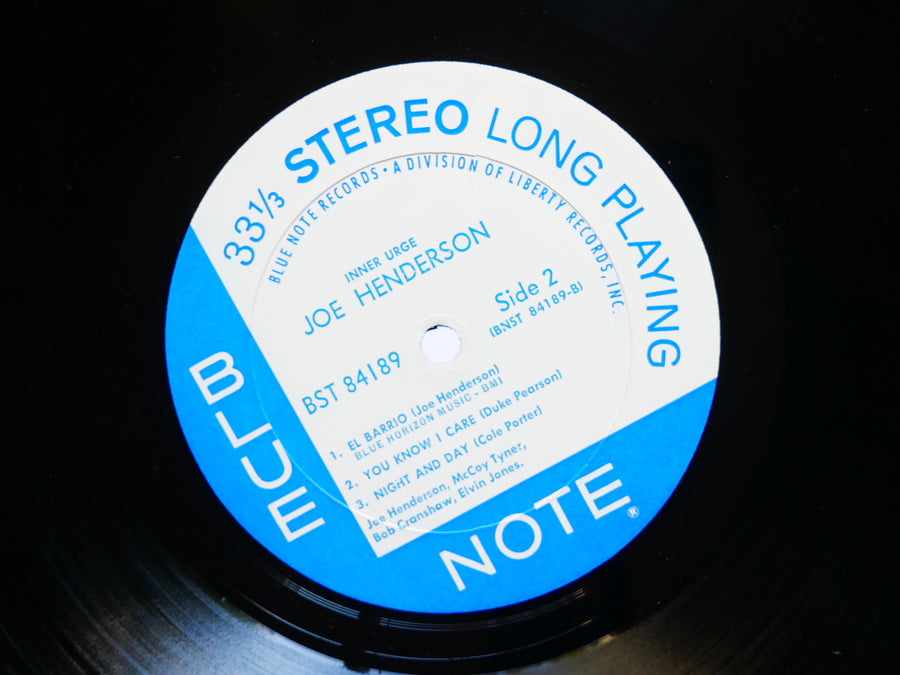 33⅓ STEREO LONG PLAYING
BLUE NOTE RECORDS • A DIVISION OF LIBERTY RECORDS, INC.
INNER URGE
JOE HENDERSON
BST 84189
Side 2
(BNST 84189-B)
1. EL BARRIO (Joe Henderson)
BLUE HORIZON MUSIC - BMI
2. YOU KNOW I CARE (Duke Pearson)
3. NIGHT AND DAY (Cole Porter)
Joe Henderson, McCoy Tyner,
Bob Cranshaw, Elvin Jones.
BLUE
NOTE®